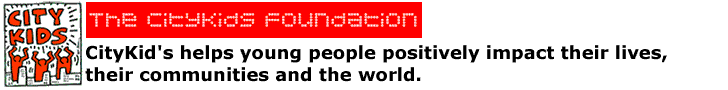 CITY
KIDS
The CityKids Foundation
CityKid's helps young people positively impact their lives,
their communities and the world.